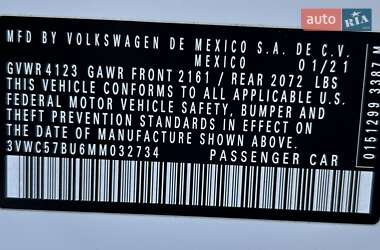 auto RIA
MFD BY VOLKSWAGEN DE MEXICO S.A. DE C.V.
MEXICO 01/21
GVWR 4123 GAWR FRONT 2161 / REAR 2072 LBS
THIS VEHICLE CONFORMS TO ALL APPLICABLE
FEDERAL MOTOR VEHICLE SAFETY, BUMPER AND
THEFT PREVENTION STANDARDS IN EFFECT ON
THE DATE OF MANUFACTURE SHOWN ABOVE.
3VWC57BU6MM032734 PASSENGER CAR
0151299 3387 M